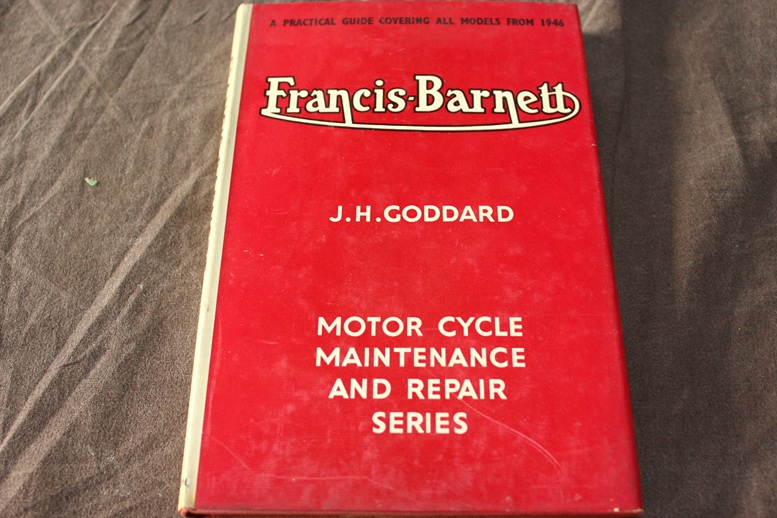 A PRACTICAL GUIDE COVERING ALL MODELS FROM 1946
Francis-Barnett
J.H.GODDARD
MOTOR CYCLE
MAINTENANCE
AND REPAIR
SERIES